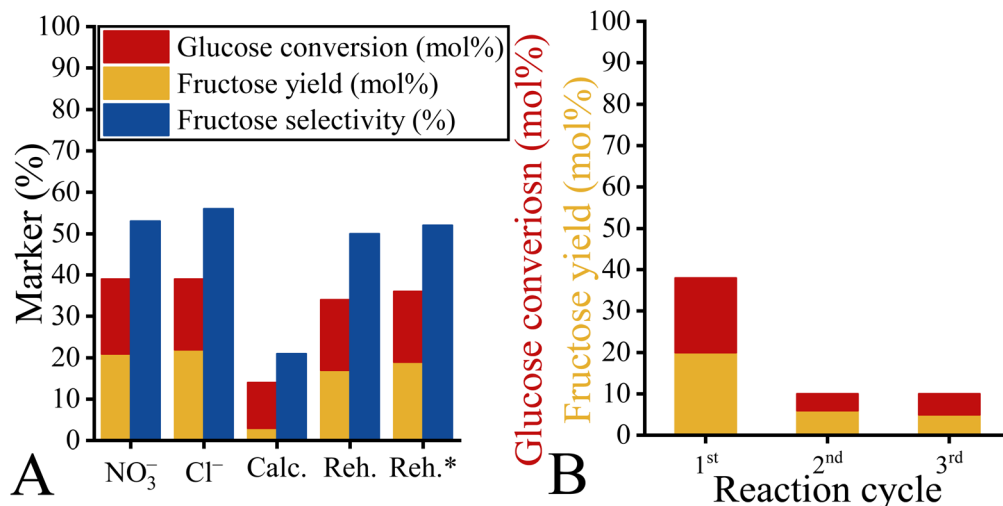 100
90
80
70
60
50
40
30
20
10
0
Marker (%)
Glucose conversion (mol%)
Fructose yield (mol%)
Fructose selectivity (%)
NO₃⁻ Cl⁻ Calc. Reh. Reh.*
A
Glucose converiosn (mol%)
Fructose yield (mol%)
100
90
80
70
60
50
40
30
20
10
0
1st 2nd 3rd
Reaction cycle
B